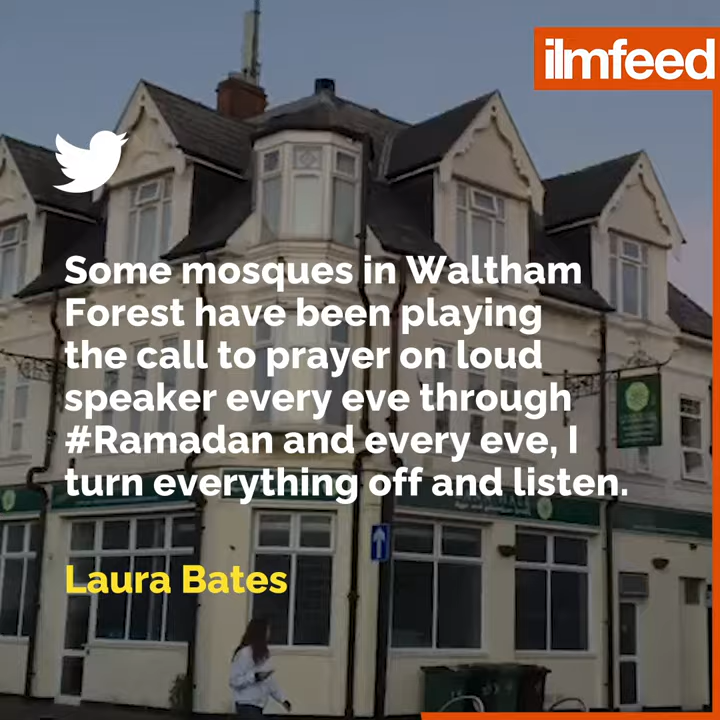 ilmfeed
Some mosques in Waltham
Forest have been playing
the call to prayer on loud
speaker every eve through
#Ramadan and every eve, I
turn everything off and listen.
Laura Bates